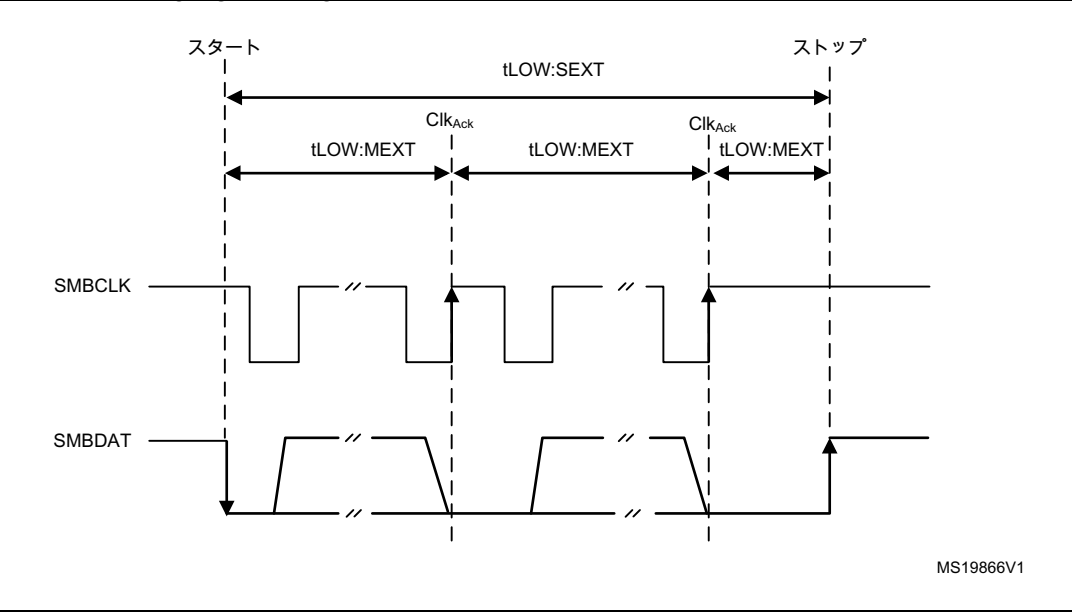 スタート
ストップ
tLOW:SEXT
ClkAck
ClkAck
tLOW:MEXT
tLOW:MEXT
tLOW:MEXT
SMBCLK
SMBDAT
MS19866V1